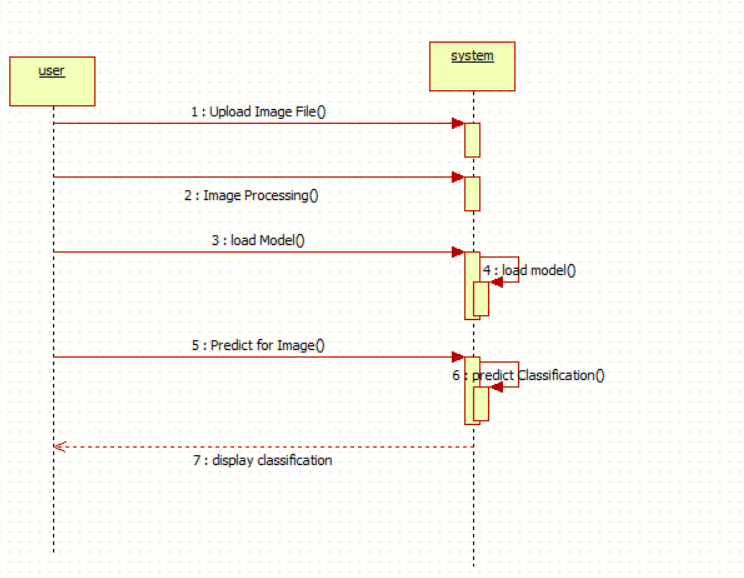 user
system
1 : Upload Image File()
2 : Image Processing()
3 : load Model()
4 : load model()
5 : Predict for Image()
6 : predict Classification()
7 : display classification